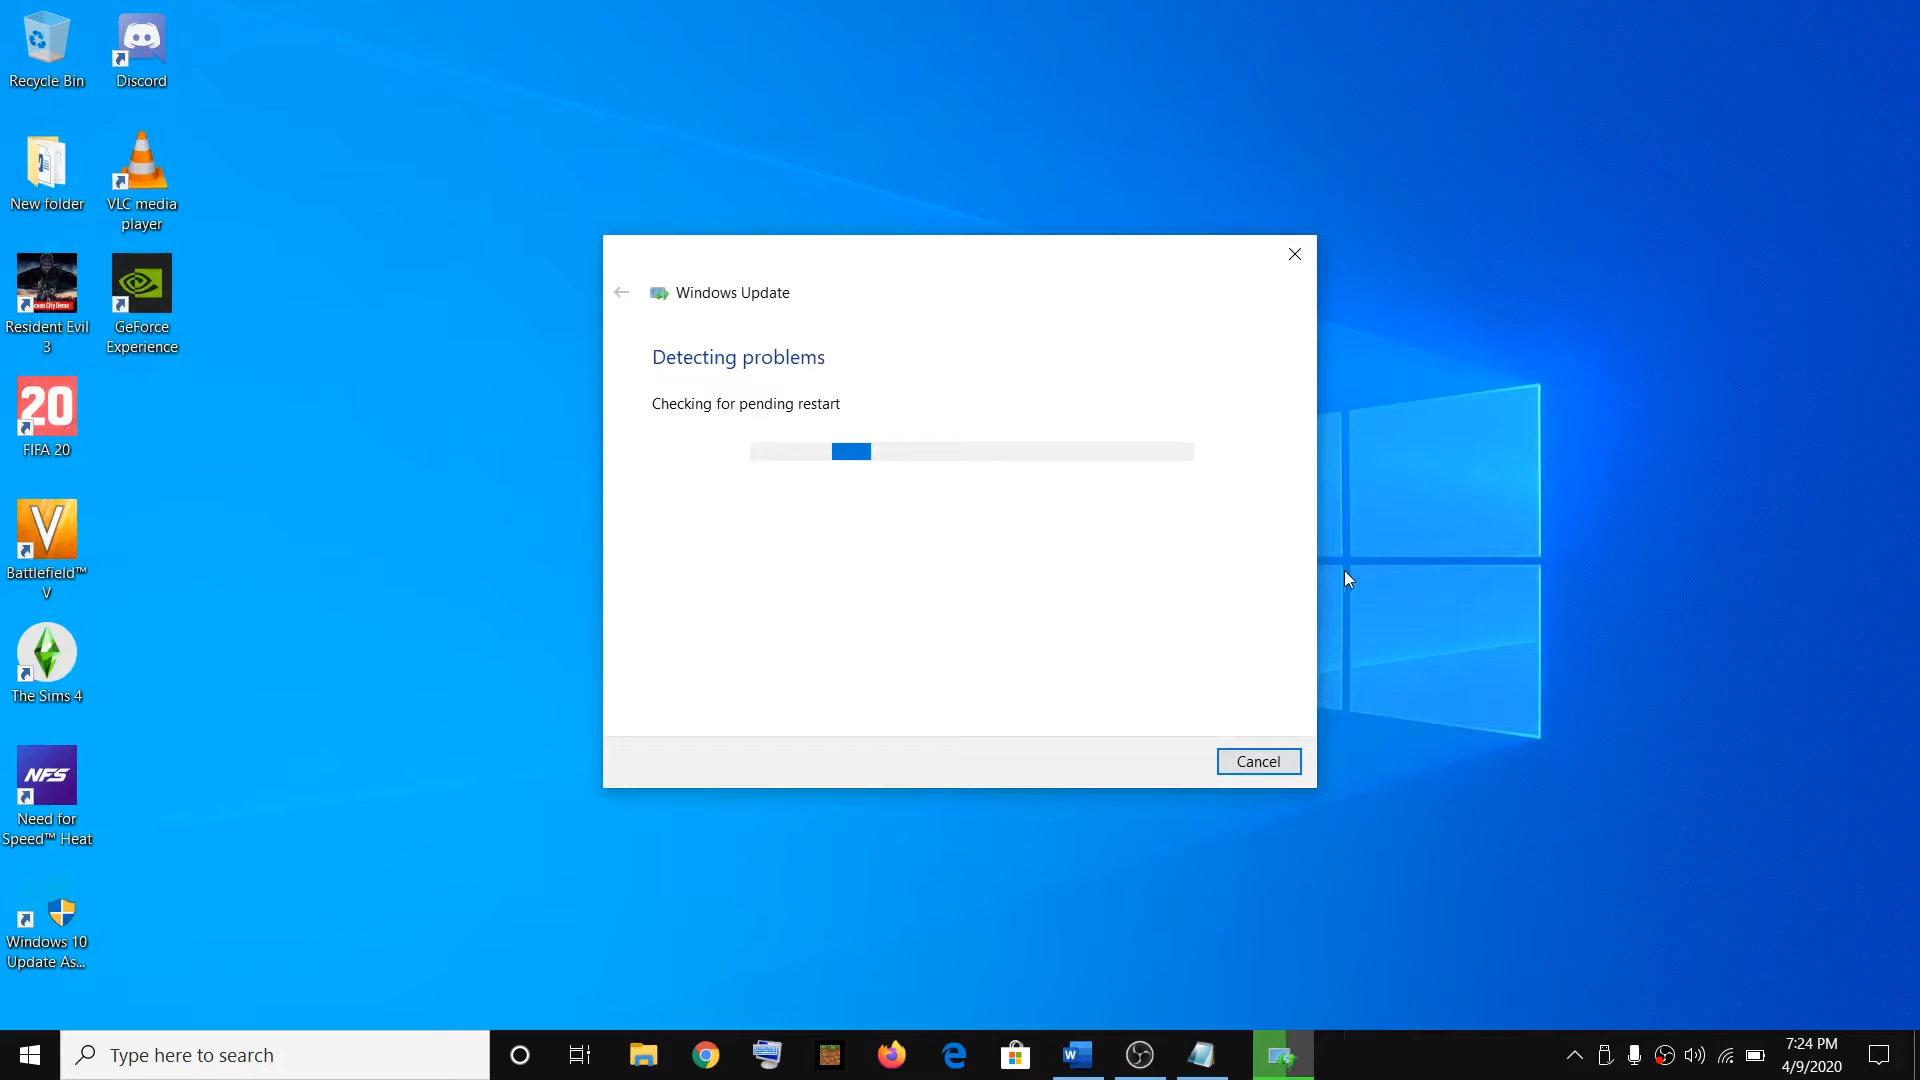 Recycle Bin
Discord
New folder
VLC media
player
Resident Evil
3
GeForce
Experience
20
FIFA 20
V
Battlefield™
V
The Sims 4
NFS
Need for
Speed™ Heat
Windows 10
Update As...
Windows Update
Detecting problems
Checking for pending restart
Cancel
Type here to search
W
7:24 PM
4/9/2020